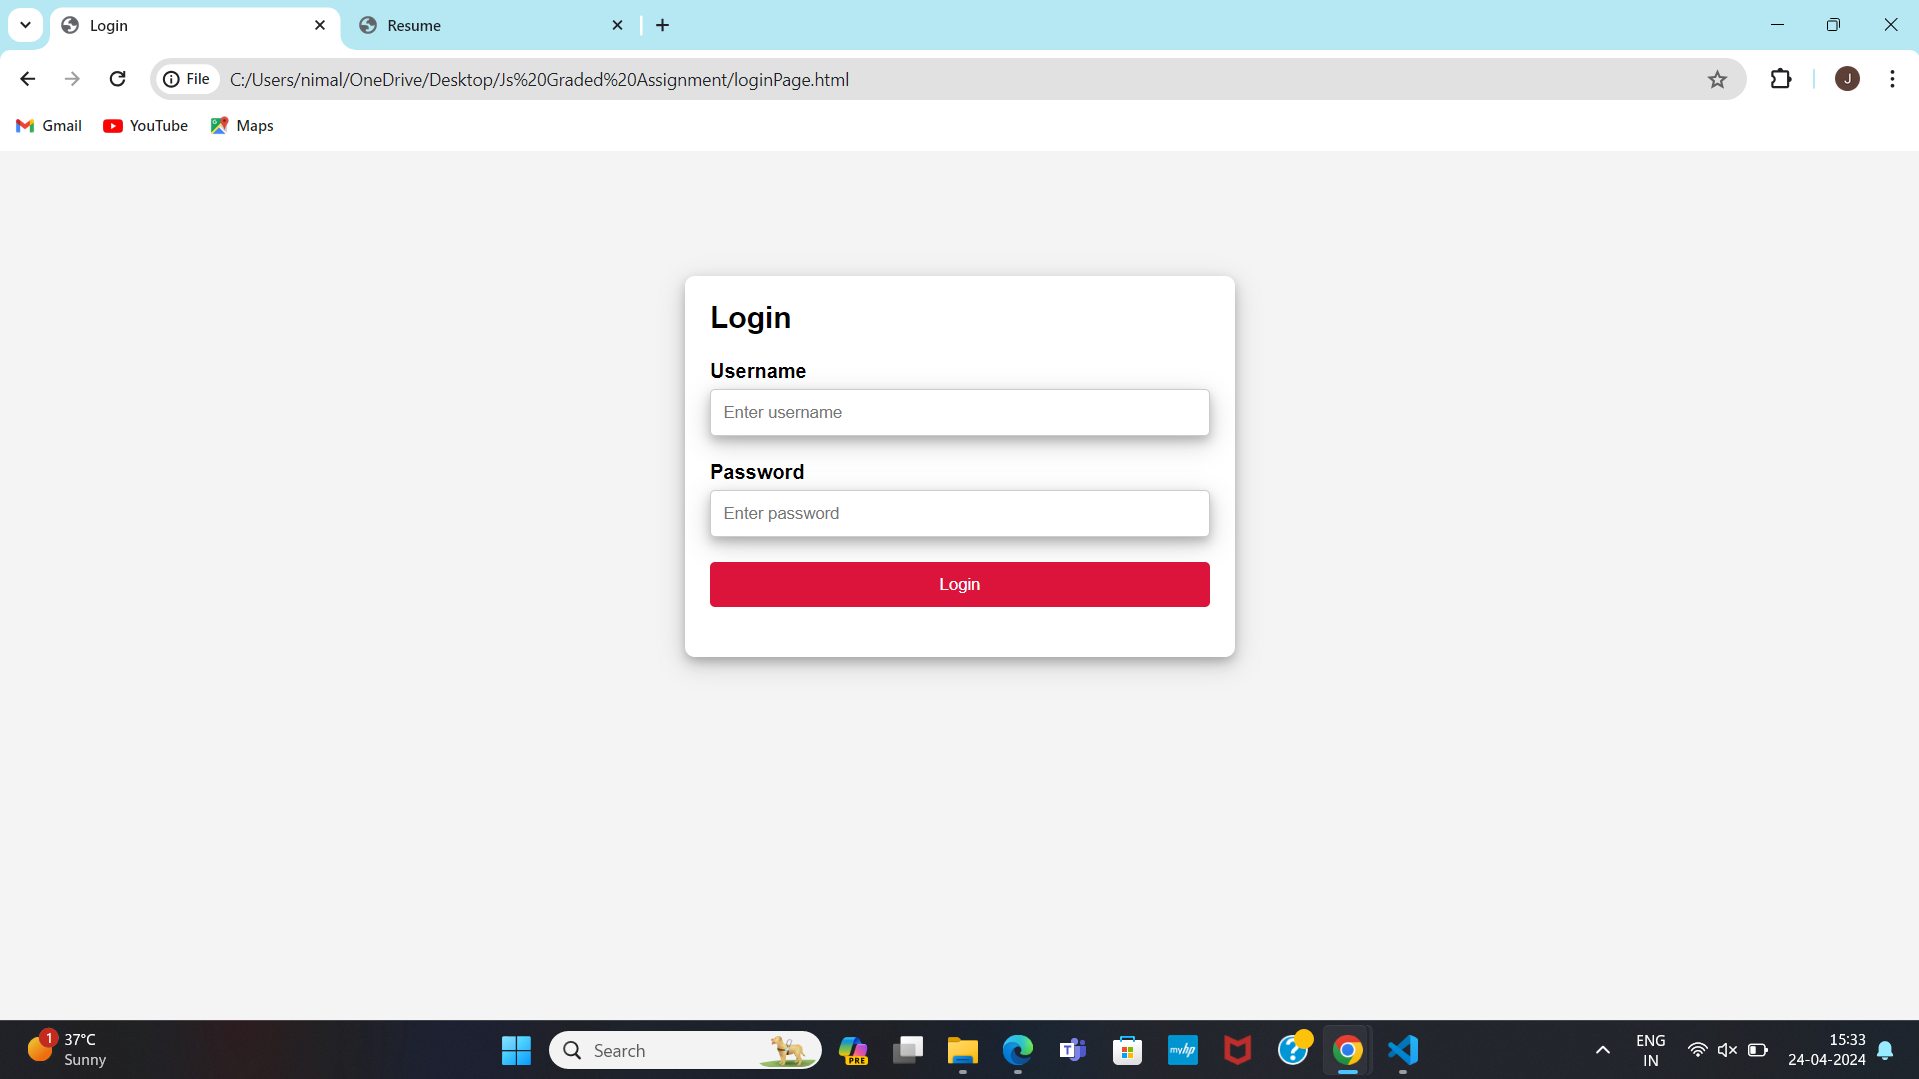 Login
Resume
File
C:/Users/nimal/OneDrive/Desktop/Js%20Graded%20Assignment/loginPage.html
J
Gmail
YouTube
Maps
Login
Username
Enter username
Password
Enter password
Login
1
37°C
Sunny
Search
PRE
T
myhp
?
ENG
IN
15:33
24-04-2024